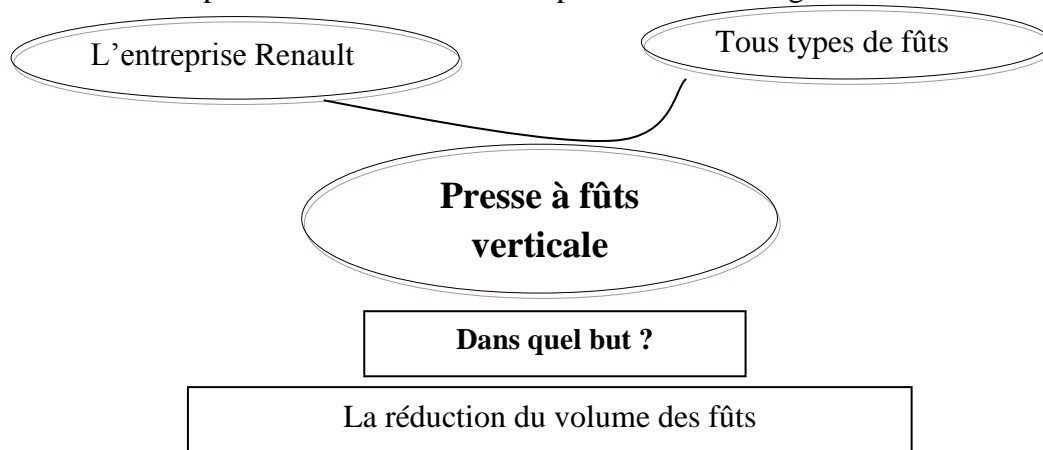 L'entreprise Renault
Tous types de fûts
Presse à fûts
verticale
Dans quel but ?
La réduction du volume des fûts